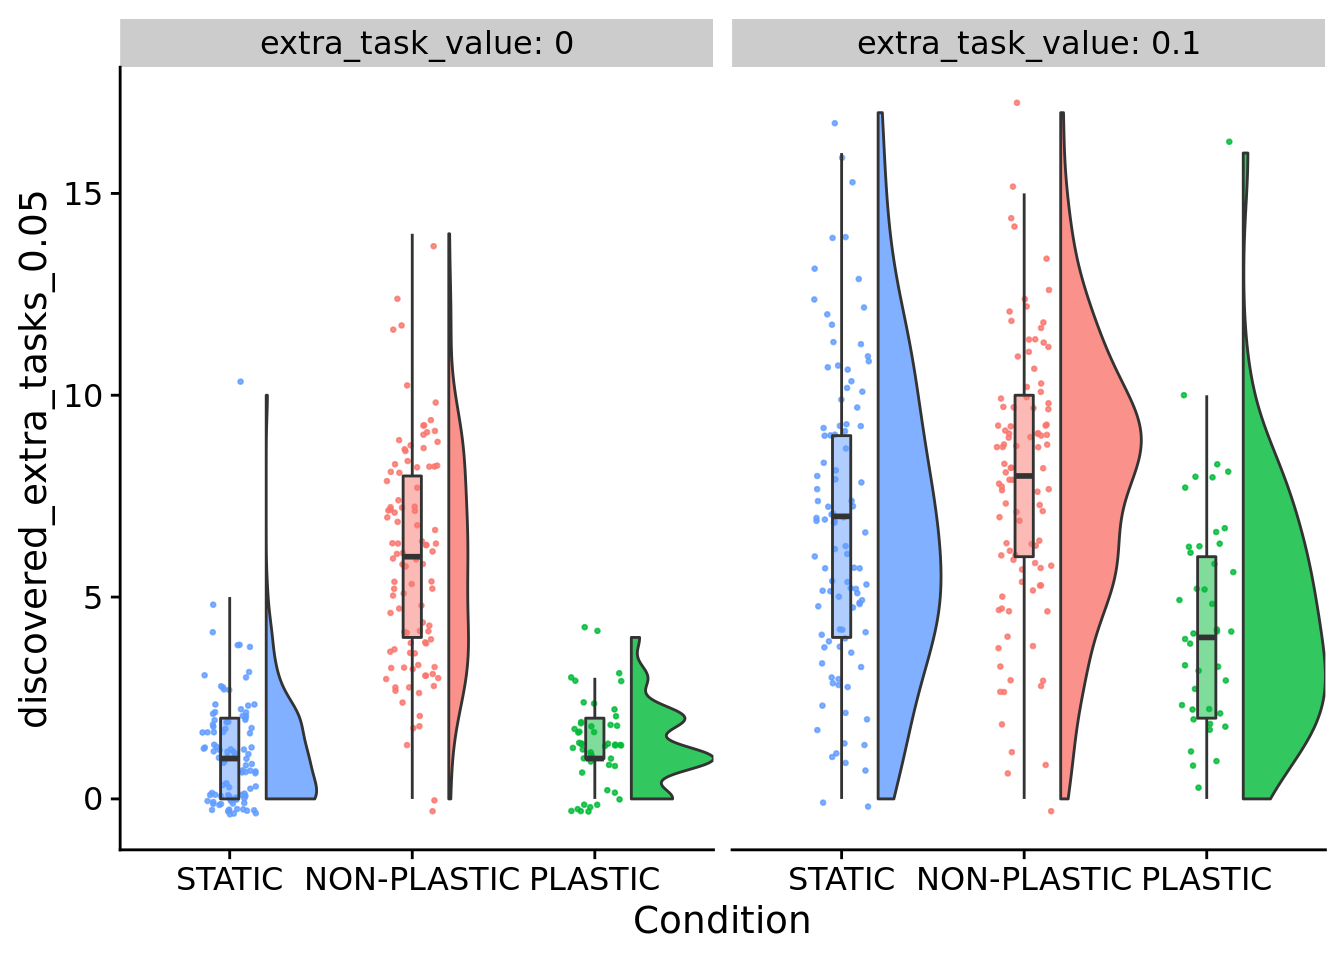 extra_task_value: 0
extra_task_value: 0.1
discovered_extra_tasks_0.05
15
10
5
0
STATIC NON-PLASTIC PLASTIC
STATIC NON-PLASTIC PLASTIC
Condition